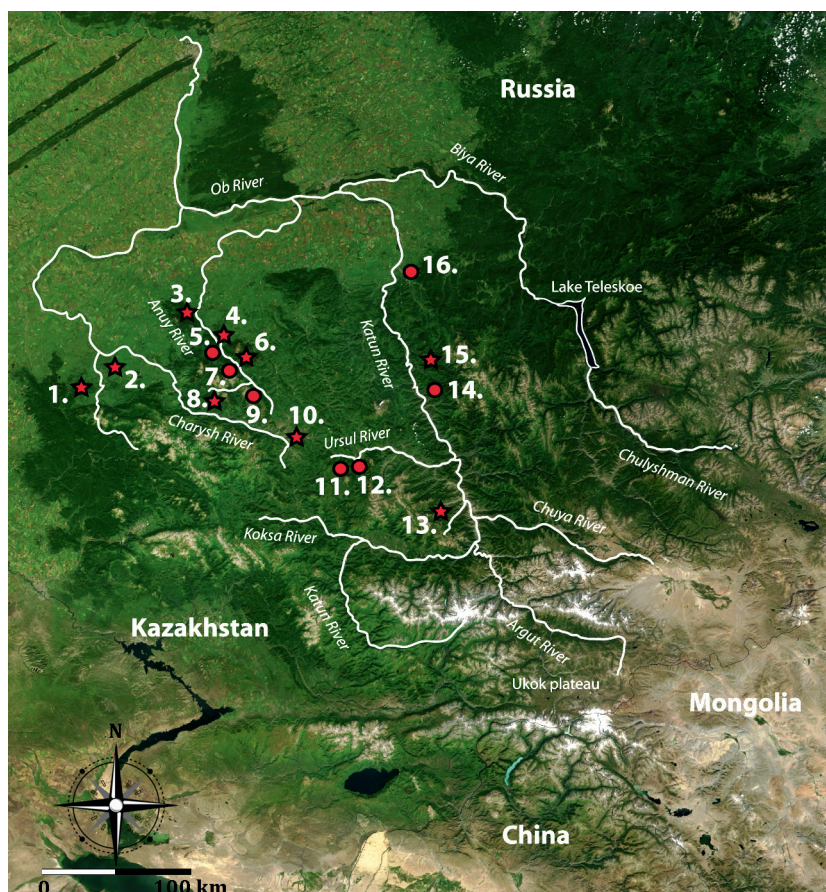 Russia
Biya River
Ob River
Lake Teleskoe
16.
3.
4.
Anuy River
5.
6.
Katun River
15.
7.
1.
2.
14.
8.
9.
10.
Charysh River
Ursul River
Chulyshman River
11.
12.
13.
Chuya River
Koksa River
Katun River
Kazakhstan
Argut River
Ukok plateau
Mongolia
N
China
0
100 km